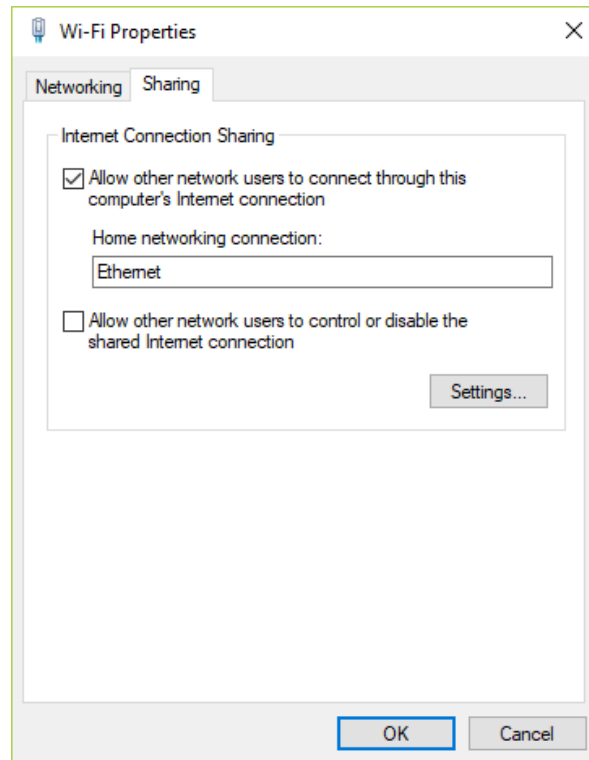 Wi-Fi Properties
Networking
Sharing
Internet Connection Sharing
Allow other network users to connect through this
computer's Internet connection
Home networking connection:
Ethernet
Allow other network users to control or disable the
shared Internet connection
Settings...
OK
Cancel